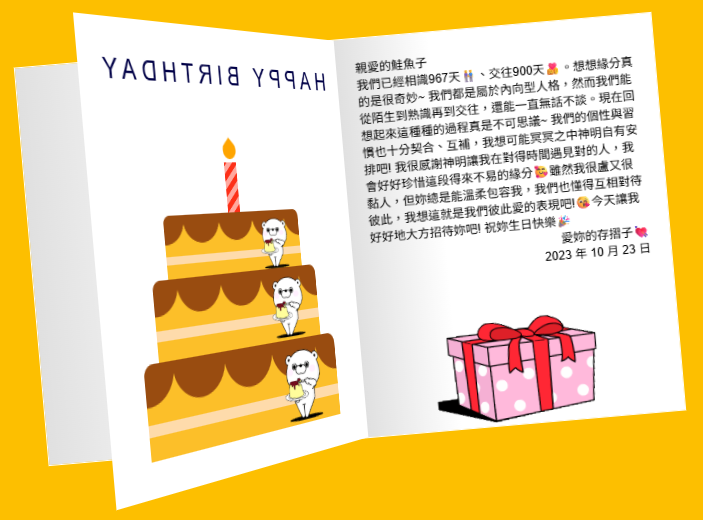 HAPPY BIRTHDAY
親愛的鮭魚子
我們已經相識967天👫、交往900天💑。想想緣分真
的是很奇妙~ 我們都是屬於內向型人格，然而我們能
從陌生到熟識再到交往，還能一直無話不談。現在回
想起來這種種的過程真是不可思議~ 我們的個性與習
慣也十分契合、互補，我想可能冥冥之中神明自有安
排吧! 我很感謝神明讓我在對得時間遇見對的人，我
會好好珍惜這段得來不易的緣分🥰雖然我很盧又很
黏人，但妳總是能溫柔包容我，我們也懂得互相對待
彼此，我想這就是我們彼此愛的表現吧!😘今天讓我
好好地大方招待妳吧! 祝妳生日快樂🎉
愛妳的存摺子💘
2023 年 10 月 23 日